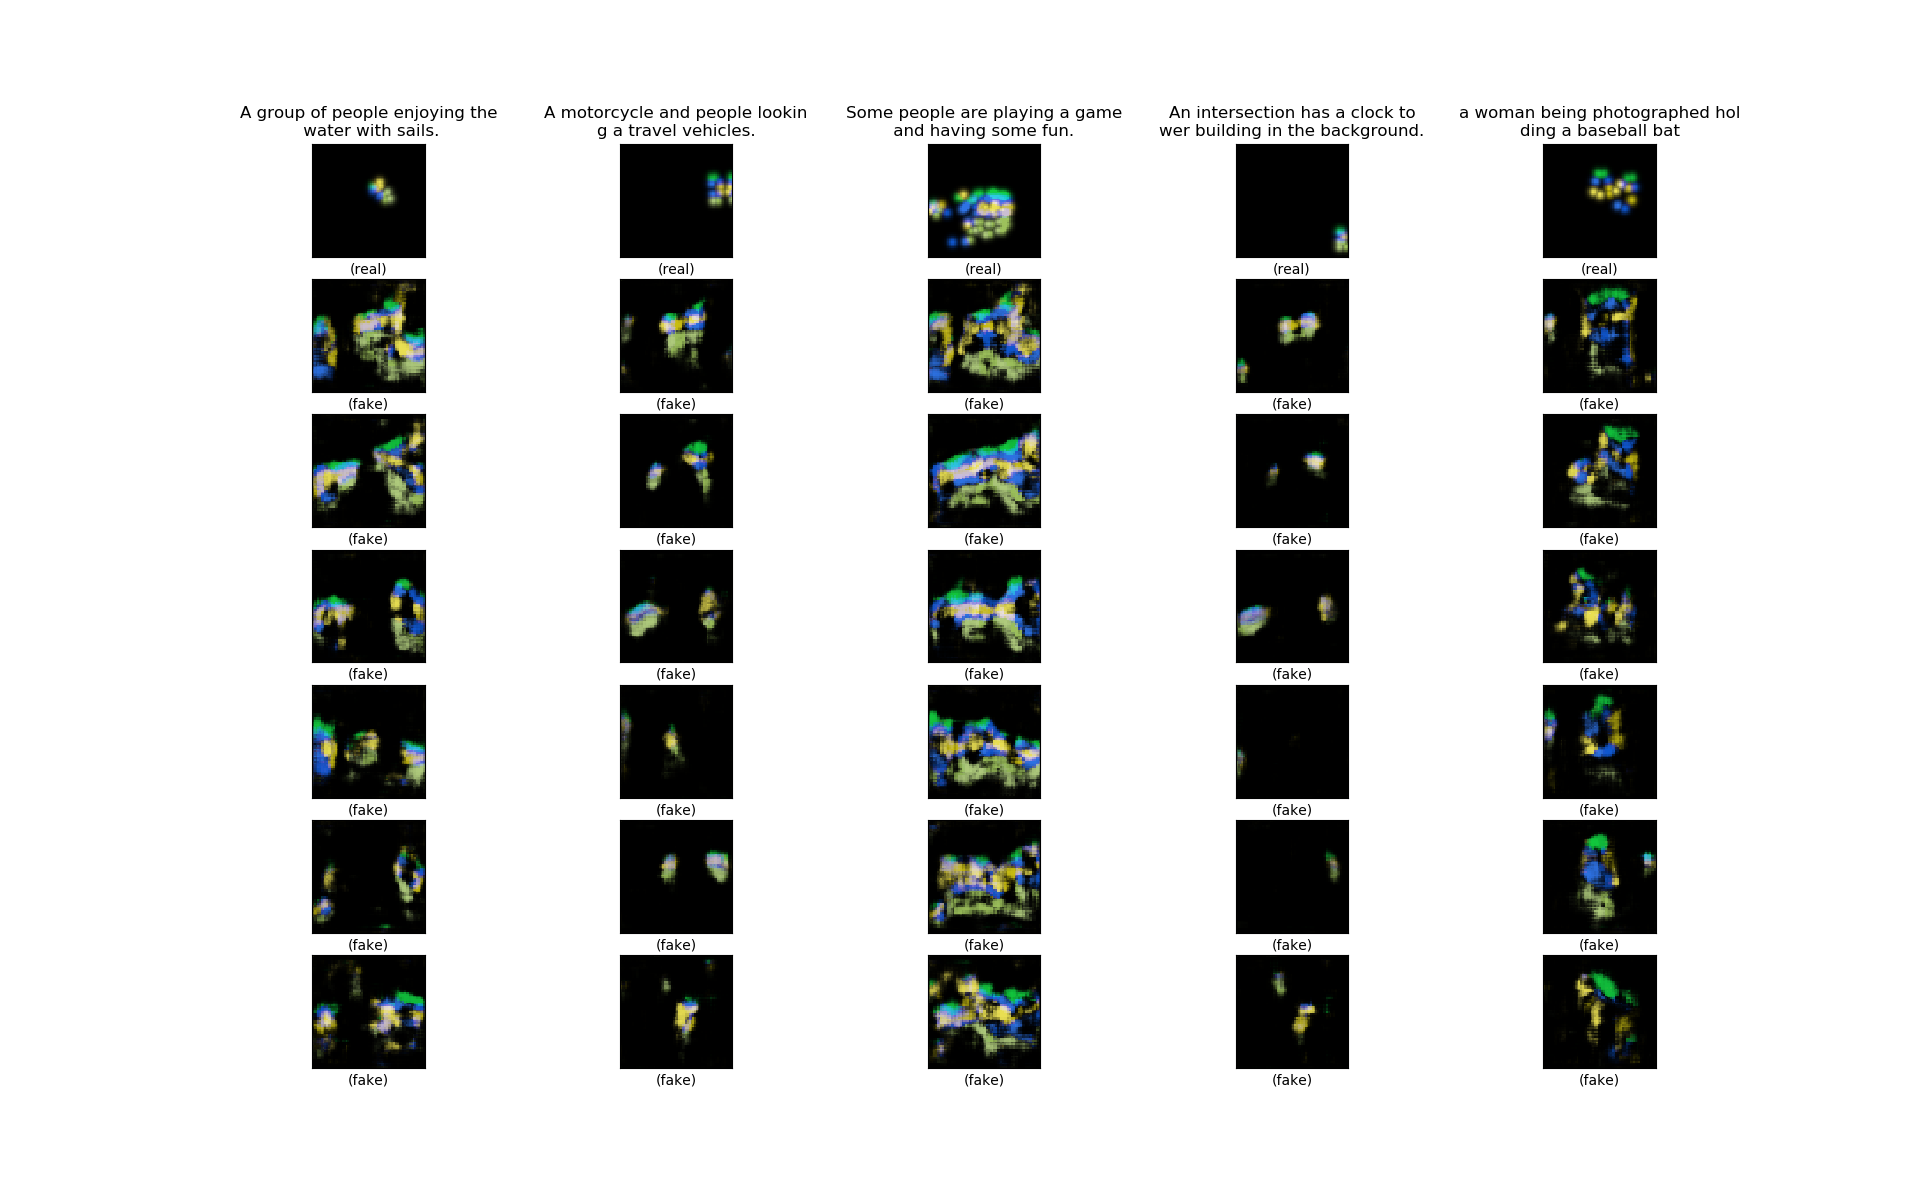 A group of people enjoying the
water with sails.
A motorcycle and people lookin
g a travel vehicles.
Some people are playing a game
and having some fun.
An intersection has a clock to
wer building in the background.
a woman being photographed hol
ding a baseball bat
(real) (real) (real) (real) (real)
(fake) (fake) (fake) (fake) (fake)
(fake) (fake) (fake) (fake) (fake)
(fake) (fake) (fake) (fake) (fake)
(fake) (fake) (fake) (fake) (fake)
(fake) (fake) (fake) (fake) (fake)
(fake) (fake) (fake) (fake) (fake)